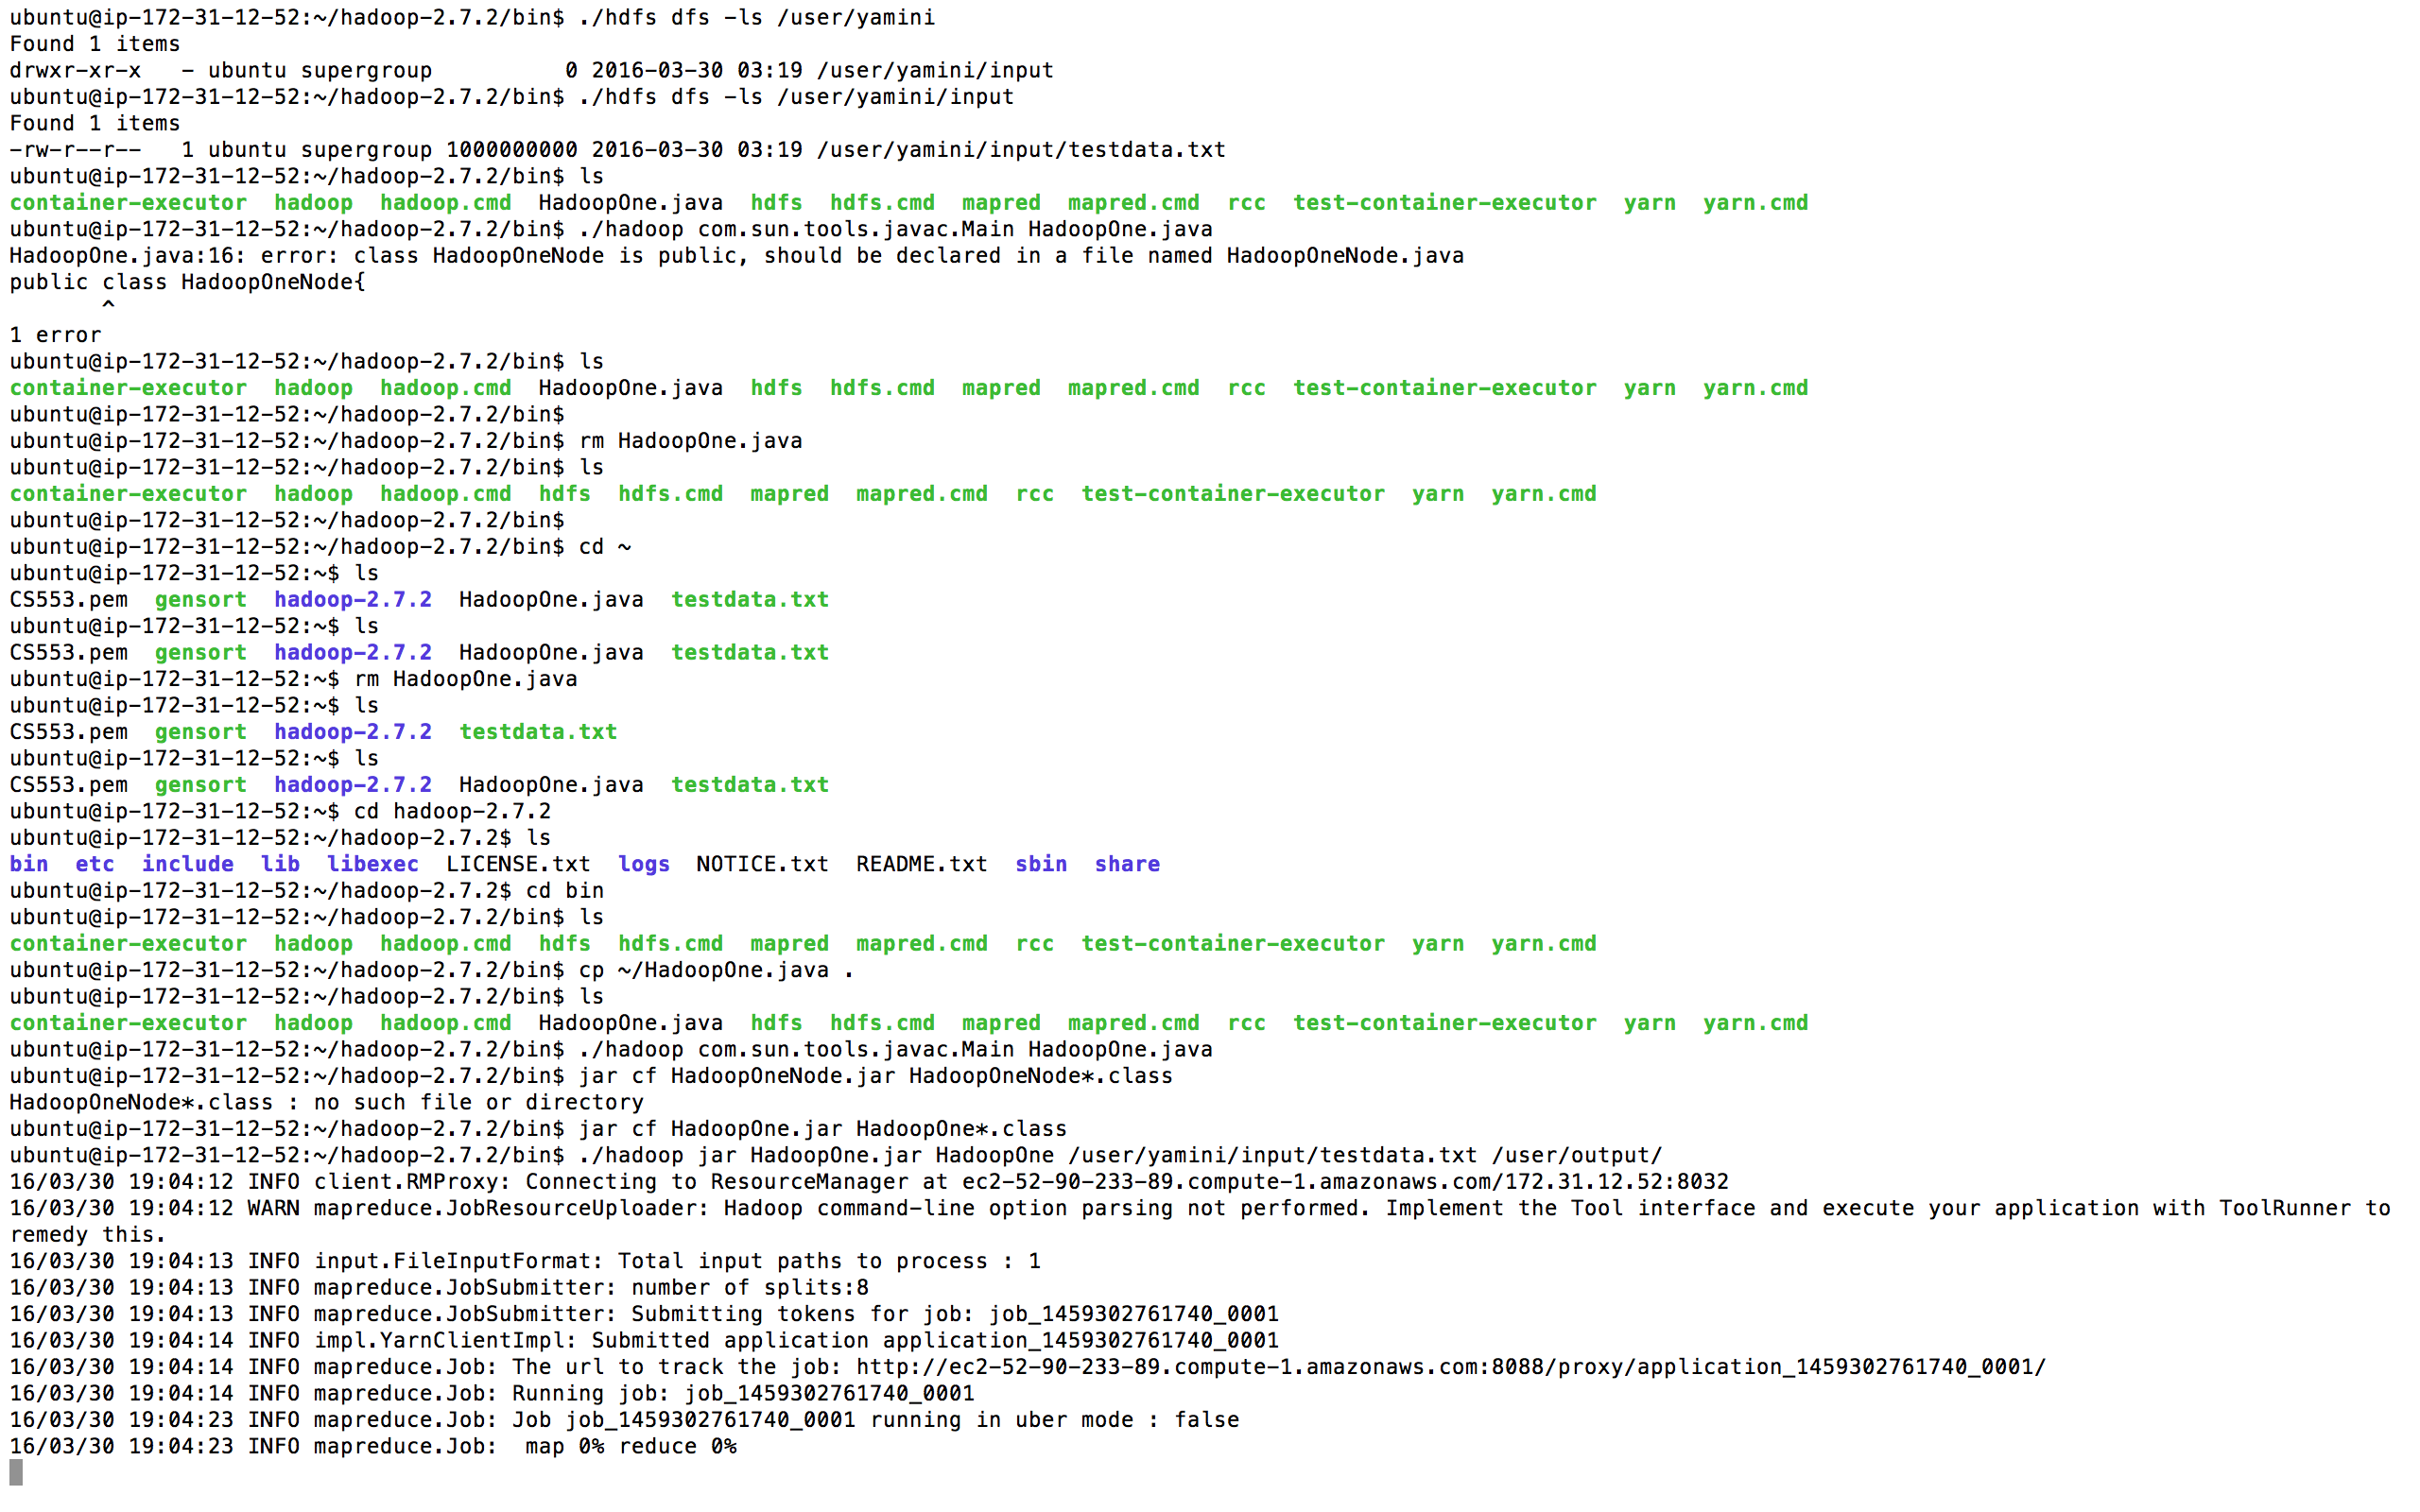 ubuntu@ip-172-31-12-52:~/hadoop-2.7.2/bin$ ./hdfs dfs -ls /user/yamini
Found 1 items
drwxr-xr-x   - ubuntu supergroup          0 2016-03-30 03:19 /user/yamini/input
ubuntu@ip-172-31-12-52:~/hadoop-2.7.2/bin$ ./hdfs dfs -ls /user/yamini/input
Found 1 items
-rw-r--r--   1 ubuntu supergroup 1000000000 2016-03-30 03:19 /user/yamini/input/testdata.txt
ubuntu@ip-172-31-12-52:~/hadoop-2.7.2/bin$ ls
container-executor  hadoop  hadoop.cmd  HadoopOne.java  hdfs  hdfs.cmd  mapred  mapred.cmd  rcc  test-container-executor  yarn  yarn.cmd
ubuntu@ip-172-31-12-52:~/hadoop-2.7.2/bin$ ./hadoop com.sun.tools.javac.Main HadoopOne.java
HadoopOne.java:16: error: class HadoopOneNode is public, should be declared in a file named HadoopOneNode.java
public class HadoopOneNode{
       ^
1 error
ubuntu@ip-172-31-12-52:~/hadoop-2.7.2/bin$ ls
container-executor  hadoop  hadoop.cmd  HadoopOne.java  hdfs  hdfs.cmd  mapred  mapred.cmd  rcc  test-container-executor  yarn  yarn.cmd
ubuntu@ip-172-31-12-52:~/hadoop-2.7.2/bin$
ubuntu@ip-172-31-12-52:~/hadoop-2.7.2/bin$ rm HadoopOne.java
ubuntu@ip-172-31-12-52:~/hadoop-2.7.2/bin$ ls
container-executor  hadoop  hadoop.cmd  hdfs  hdfs.cmd  mapred  mapred.cmd  rcc  test-container-executor  yarn  yarn.cmd
ubuntu@ip-172-31-12-52:~/hadoop-2.7.2/bin$
ubuntu@ip-172-31-12-52:~/hadoop-2.7.2/bin$ cd ~
ubuntu@ip-172-31-12-52:~$ ls
CS553.pem  gensort  hadoop-2.7.2  HadoopOne.java  testdata.txt
ubuntu@ip-172-31-12-52:~$ ls
CS553.pem  gensort  hadoop-2.7.2  HadoopOne.java  testdata.txt
ubuntu@ip-172-31-12-52:~$ rm HadoopOne.java
ubuntu@ip-172-31-12-52:~$ ls
CS553.pem  gensort  hadoop-2.7.2  testdata.txt
ubuntu@ip-172-31-12-52:~$ ls
CS553.pem  gensort  hadoop-2.7.2  HadoopOne.java  testdata.txt
ubuntu@ip-172-31-12-52:~$ cd hadoop-2.7.2
ubuntu@ip-172-31-12-52:~/hadoop-2.7.2$ ls
bin  etc  include  lib  libexec  LICENSE.txt  logs  NOTICE.txt  README.txt  sbin  share
ubuntu@ip-172-31-12-52:~/hadoop-2.7.2$ cd bin
ubuntu@ip-172-31-12-52:~/hadoop-2.7.2/bin$ ls
container-executor  hadoop  hadoop.cmd  hdfs  hdfs.cmd  mapred  mapred.cmd  rcc  test-container-executor  yarn  yarn.cmd
ubuntu@ip-172-31-12-52:~/hadoop-2.7.2/bin$ cp ~/HadoopOne.java .
ubuntu@ip-172-31-12-52:~/hadoop-2.7.2/bin$ ls
container-executor  hadoop  hadoop.cmd  HadoopOne.java  hdfs  hdfs.cmd  mapred  mapred.cmd  rcc  test-container-executor  yarn  yarn.cmd
ubuntu@ip-172-31-12-52:~/hadoop-2.7.2/bin$ ./hadoop com.sun.tools.javac.Main HadoopOne.java
ubuntu@ip-172-31-12-52:~/hadoop-2.7.2/bin$ jar cf HadoopOneNode.jar HadoopOneNode*.class
HadoopOneNode*.class : no such file or directory
ubuntu@ip-172-31-12-52:~/hadoop-2.7.2/bin$ jar cf HadoopOne.jar HadoopOne*.class
ubuntu@ip-172-31-12-52:~/hadoop-2.7.2/bin$ ./hadoop jar HadoopOne.jar HadoopOne /user/yamini/input/testdata.txt /user/output/
16/03/30 19:04:12 INFO client.RMProxy: Connecting to ResourceManager at ec2-52-90-233-89.compute-1.amazonaws.com/172.31.12.52:8032
16/03/30 19:04:12 WARN mapreduce.JobResourceUploader: Hadoop command-line option parsing not performed. Implement the Tool interface and execute your application with ToolRunner to
remedy this.
16/03/30 19:04:13 INFO input.FileInputFormat: Total input paths to process : 1
16/03/30 19:04:13 INFO mapreduce.JobSubmitter: number of splits:8
16/03/30 19:04:13 INFO mapreduce.JobSubmitter: Submitting tokens for job: job_1459302761740_0001
16/03/30 19:04:14 INFO impl.YarnClientImpl: Submitted application application_1459302761740_0001
16/03/30 19:04:14 INFO mapreduce.Job: The url to track the job: http://ec2-52-90-233-89.compute-1.amazonaws.com:8088/proxy/application_1459302761740_0001/
16/03/30 19:04:14 INFO mapreduce.Job: Running job: job_1459302761740_0001
16/03/30 19:04:23 INFO mapreduce.Job: Job job_1459302761740_0001 running in uber mode : false
16/03/30 19:04:23 INFO mapreduce.Job:  map 0% reduce 0%